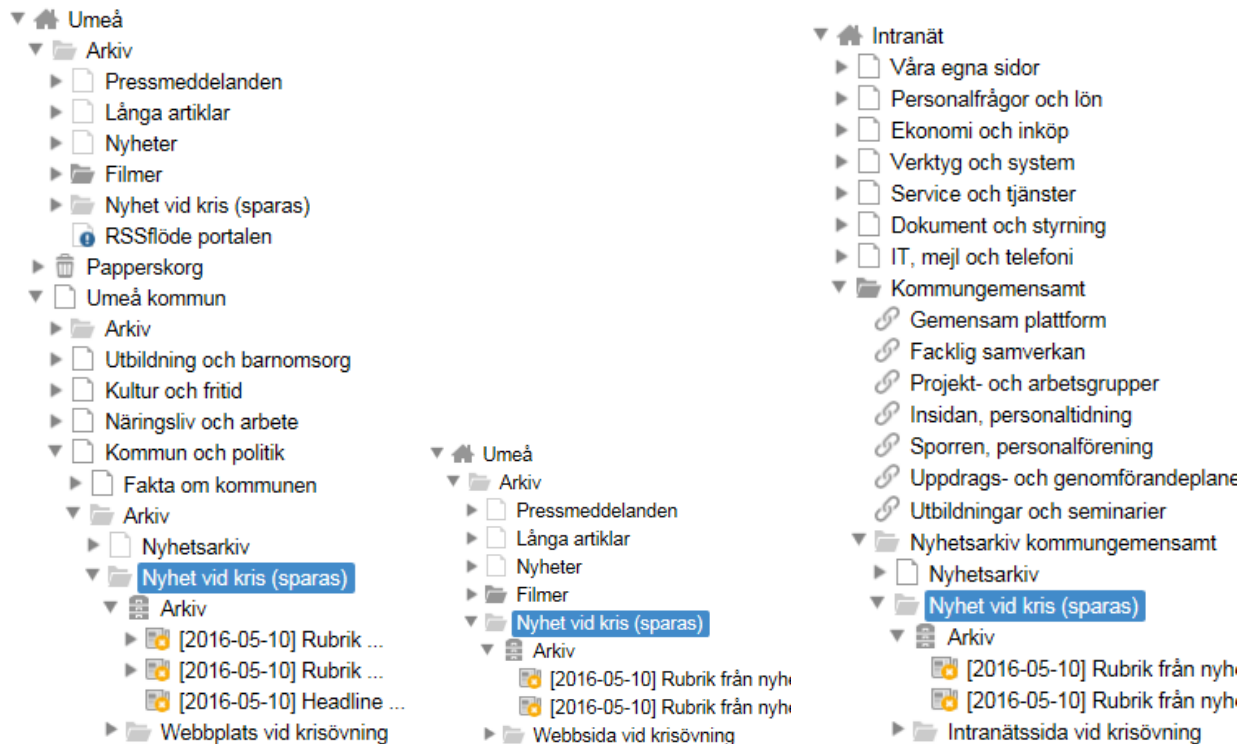 Umeå
Arkiv
Pressmeddelanden
Långa artiklar
Nyheter
Filmer
Nyhet vid kris (sparas)
RSSflöde portalen
Papperskorg
Umeå kommun
Arkiv
Utbildning och barnomsorg
Kultur och fritid
Näringsliv och arbete
Kommun och politik
Fakta om kommunen
Arkiv
Nyhetsarkiv
Nyhet vid kris (sparas)
Arkiv
[2016-05-10] Rubrik ...
[2016-05-10] Rubrik ...
[2016-05-10] Headline ...
Webbplats vid krisövning
Umeå
Arkiv
Pressmeddelanden
Långa artiklar
Nyheter
Filmer
Nyhet vid kris (sparas)
Arkiv
[2016-05-10] Rubrik från nyhe
[2016-05-10] Rubrik från nyhe
Webbsida vid krisövning
Intranät
Våra egna sidor
Personalfrågor och lön
Ekonomi och inköp
Verktyg och system
Service och tjänster
Dokument och styrning
IT, mejl och telefoni
Kommungemensamt
Gemensam plattform
Facklig samverkan
Projekt- och arbetsgrupper
Insidan, personaltidning
Sporren, personalförening
Uppdrags- och genomförandeplane
Utbildningar och seminarier
Nyhetsarkiv kommungemensamt
Nyhetsarkiv
Nyhet vid kris (sparas)
Arkiv
[2016-05-10] Rubrik från nyhe
[2016-05-10] Rubrik från nyhe
Intranätssida vid krisövning